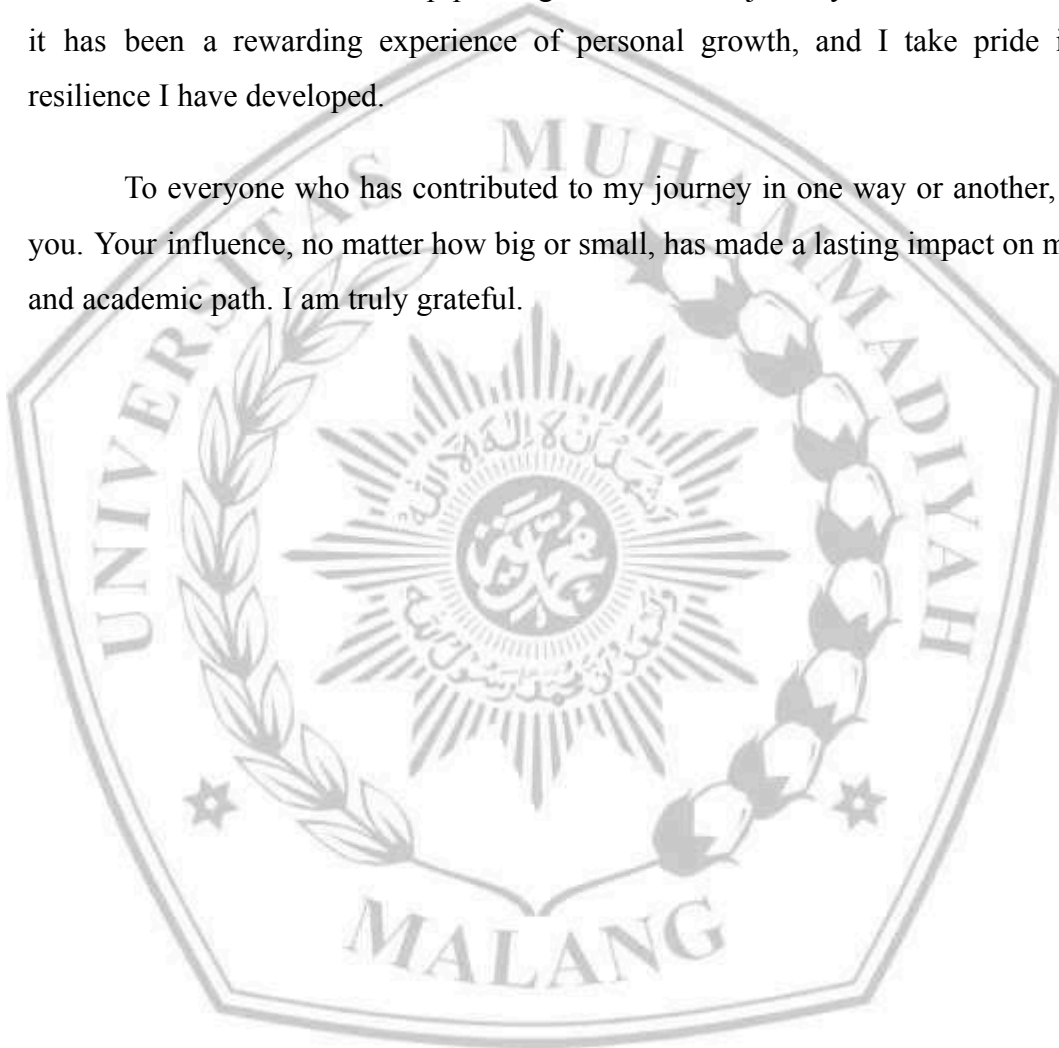 it has been a rewarding experience of personal growth, and I take pride i
resilience I have developed.
To everyone who has contributed to my journey in one way or another,
you. Your influence, no matter how big or small, has made a lasting impact on m
and academic path. I am truly grateful.
UNIVERSITAS MUHAMMADIYAH
MALANG